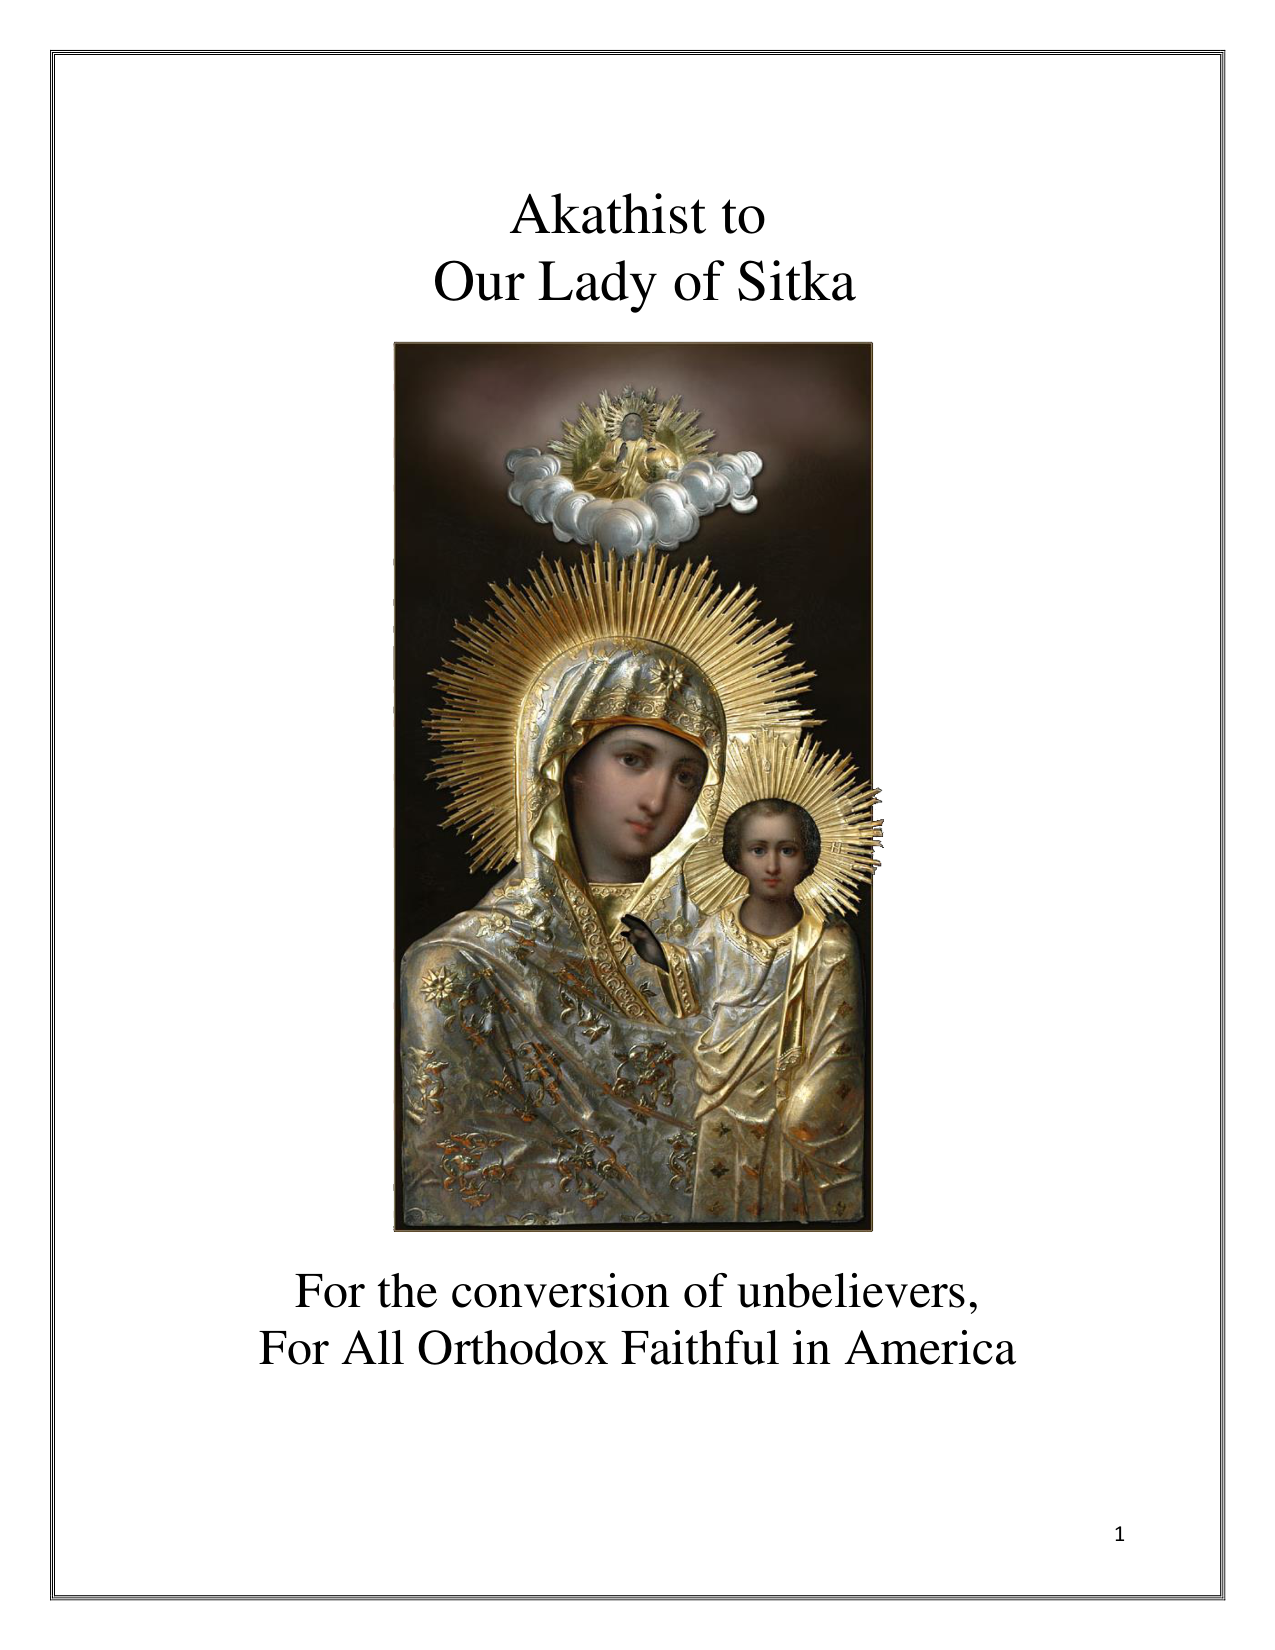 Akathist to
Our Lady of Sitka
For the conversion of unbelievers,
For All Orthodox Faithful in America
1